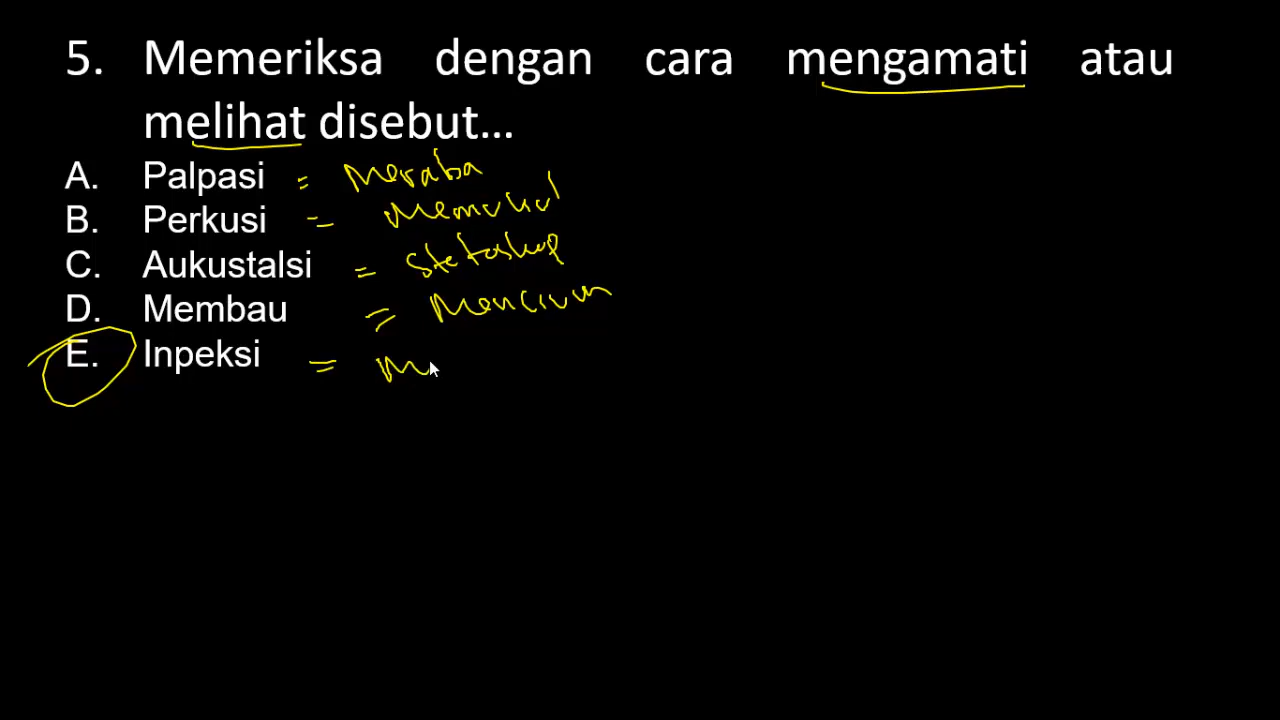 5. Memeriksa dengan cara mengamati atau
melihat disebut...
A. Palpasi = Meraba
B. Perkusi = Memukul
C. Aukustalsi = Stetoskop
D. Membau = Mencium
E. Inpeksi = M